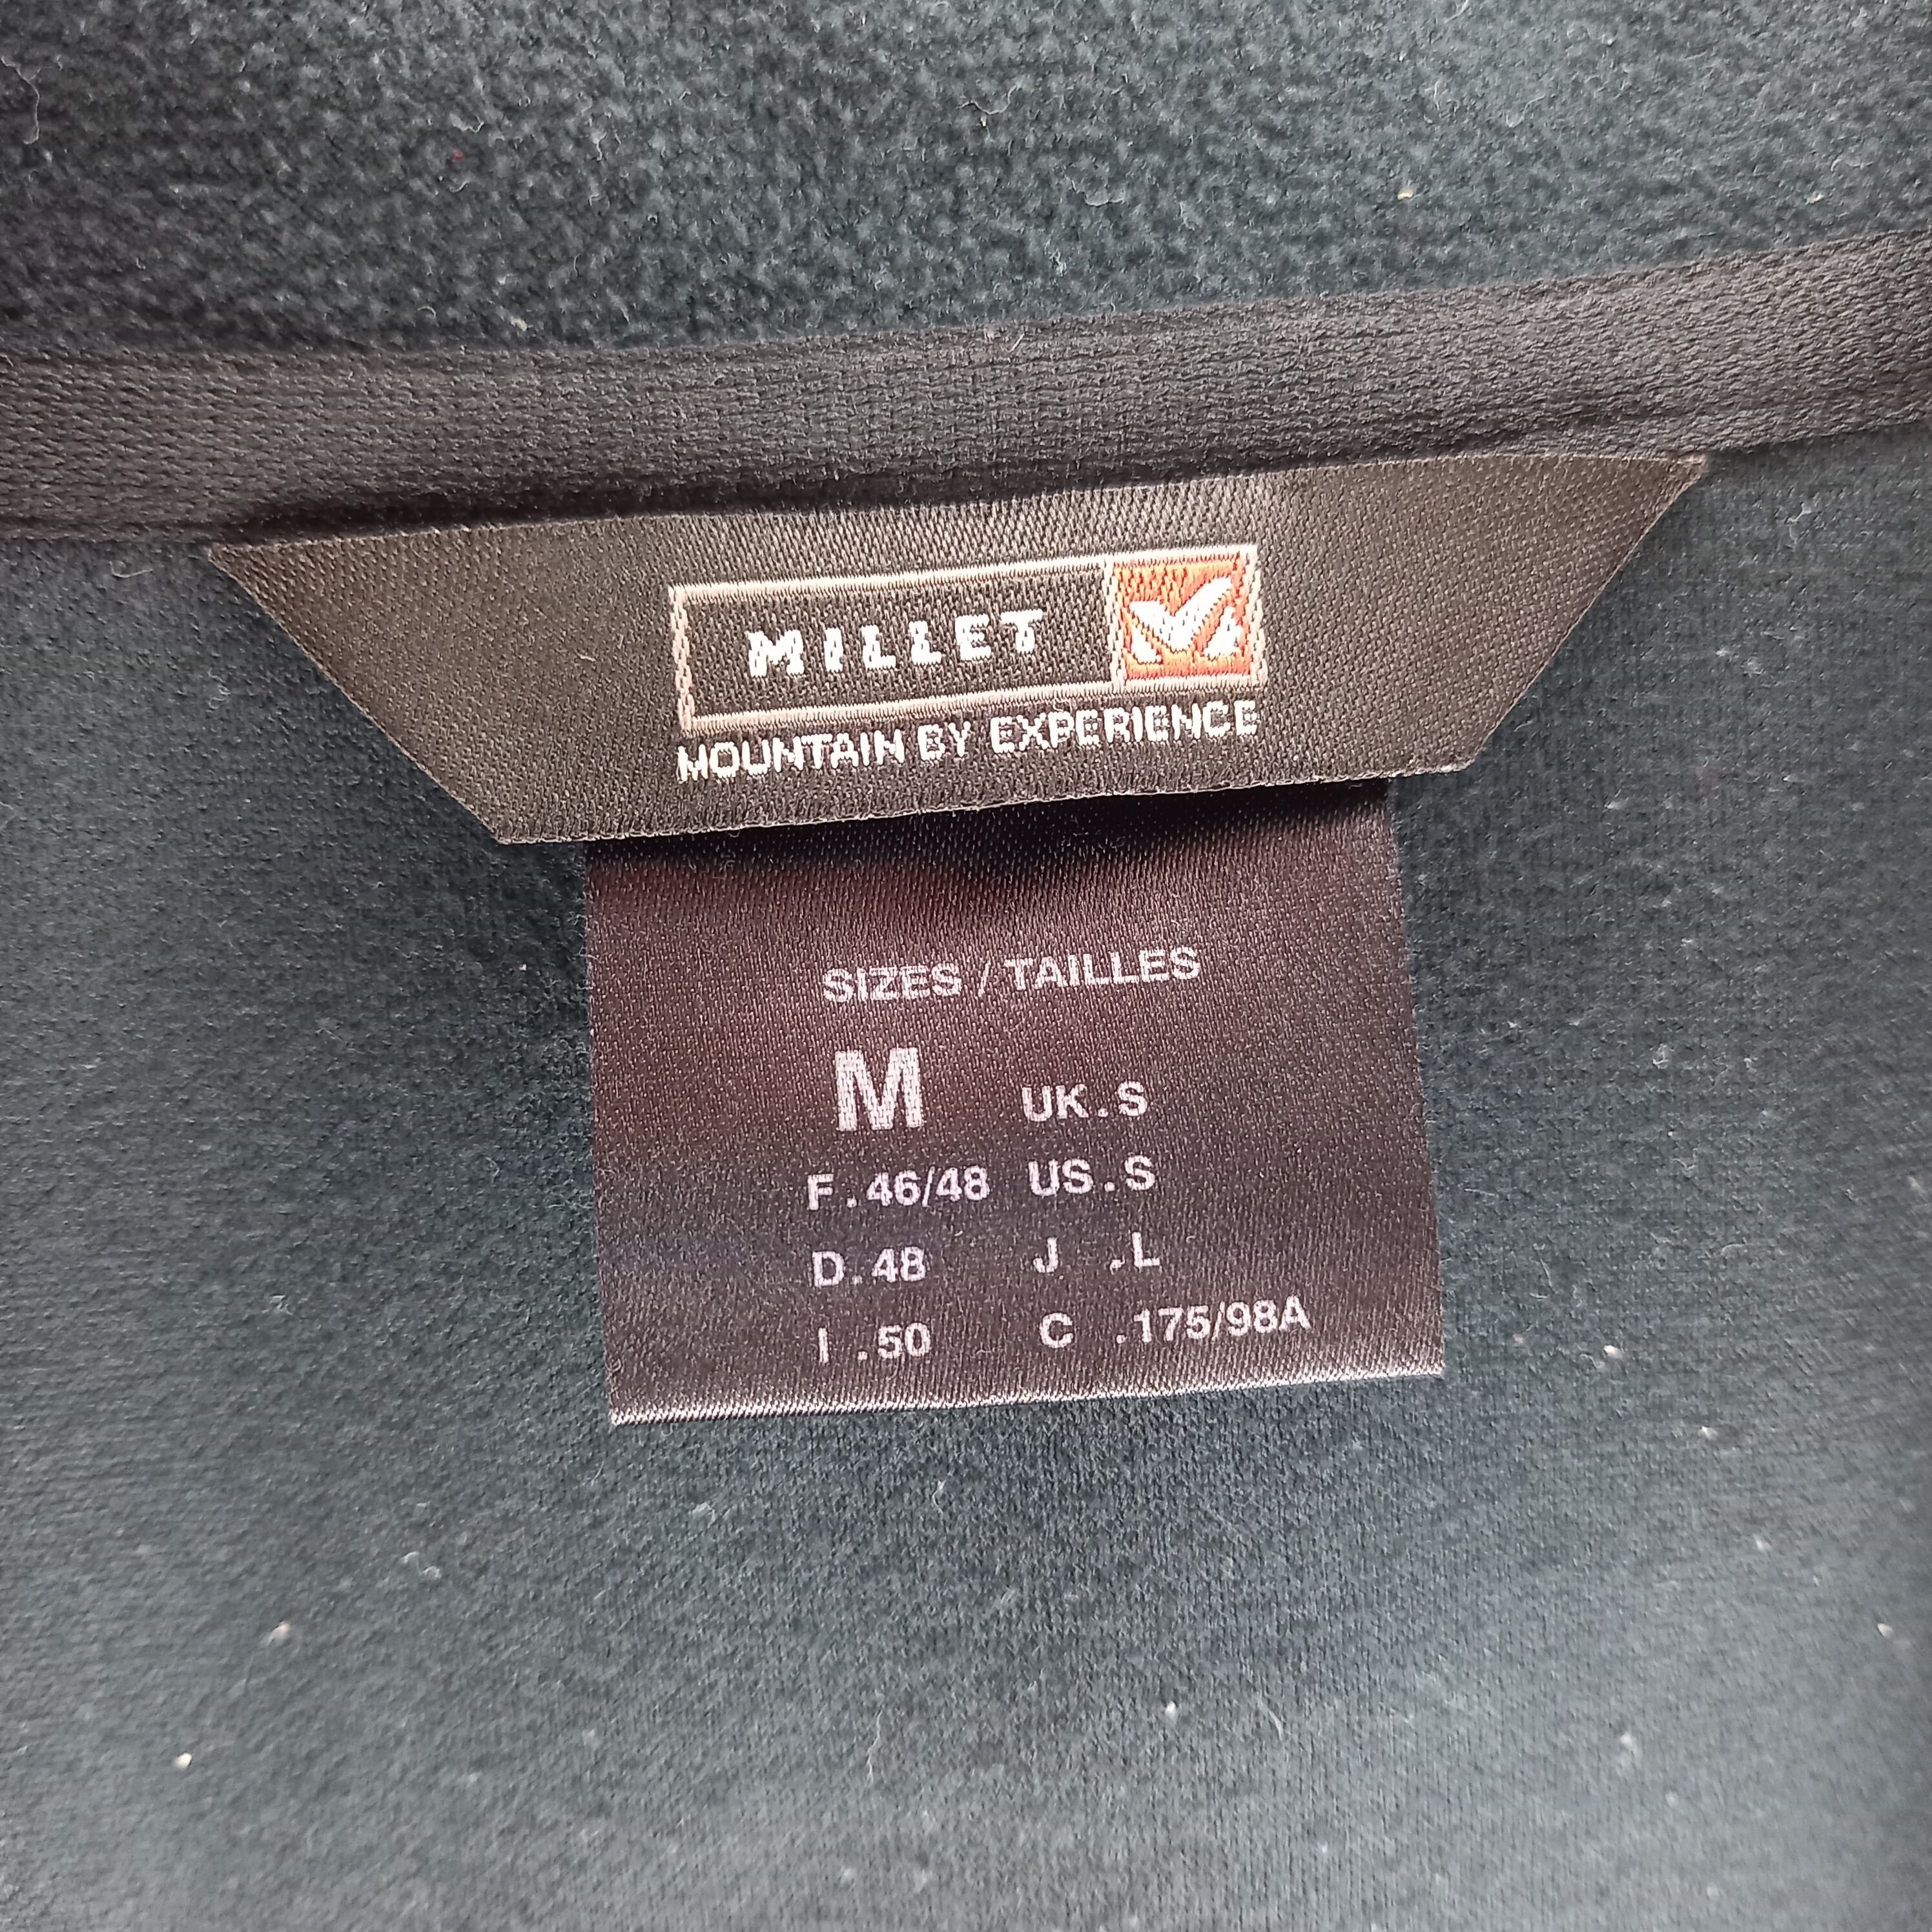 MILLET
MOUNTAIN BY EXPERIENCE
SIZES / TAILLES
M UK.S
F.46/48 US.S
D.48 J .L
I .50 C .175/98A